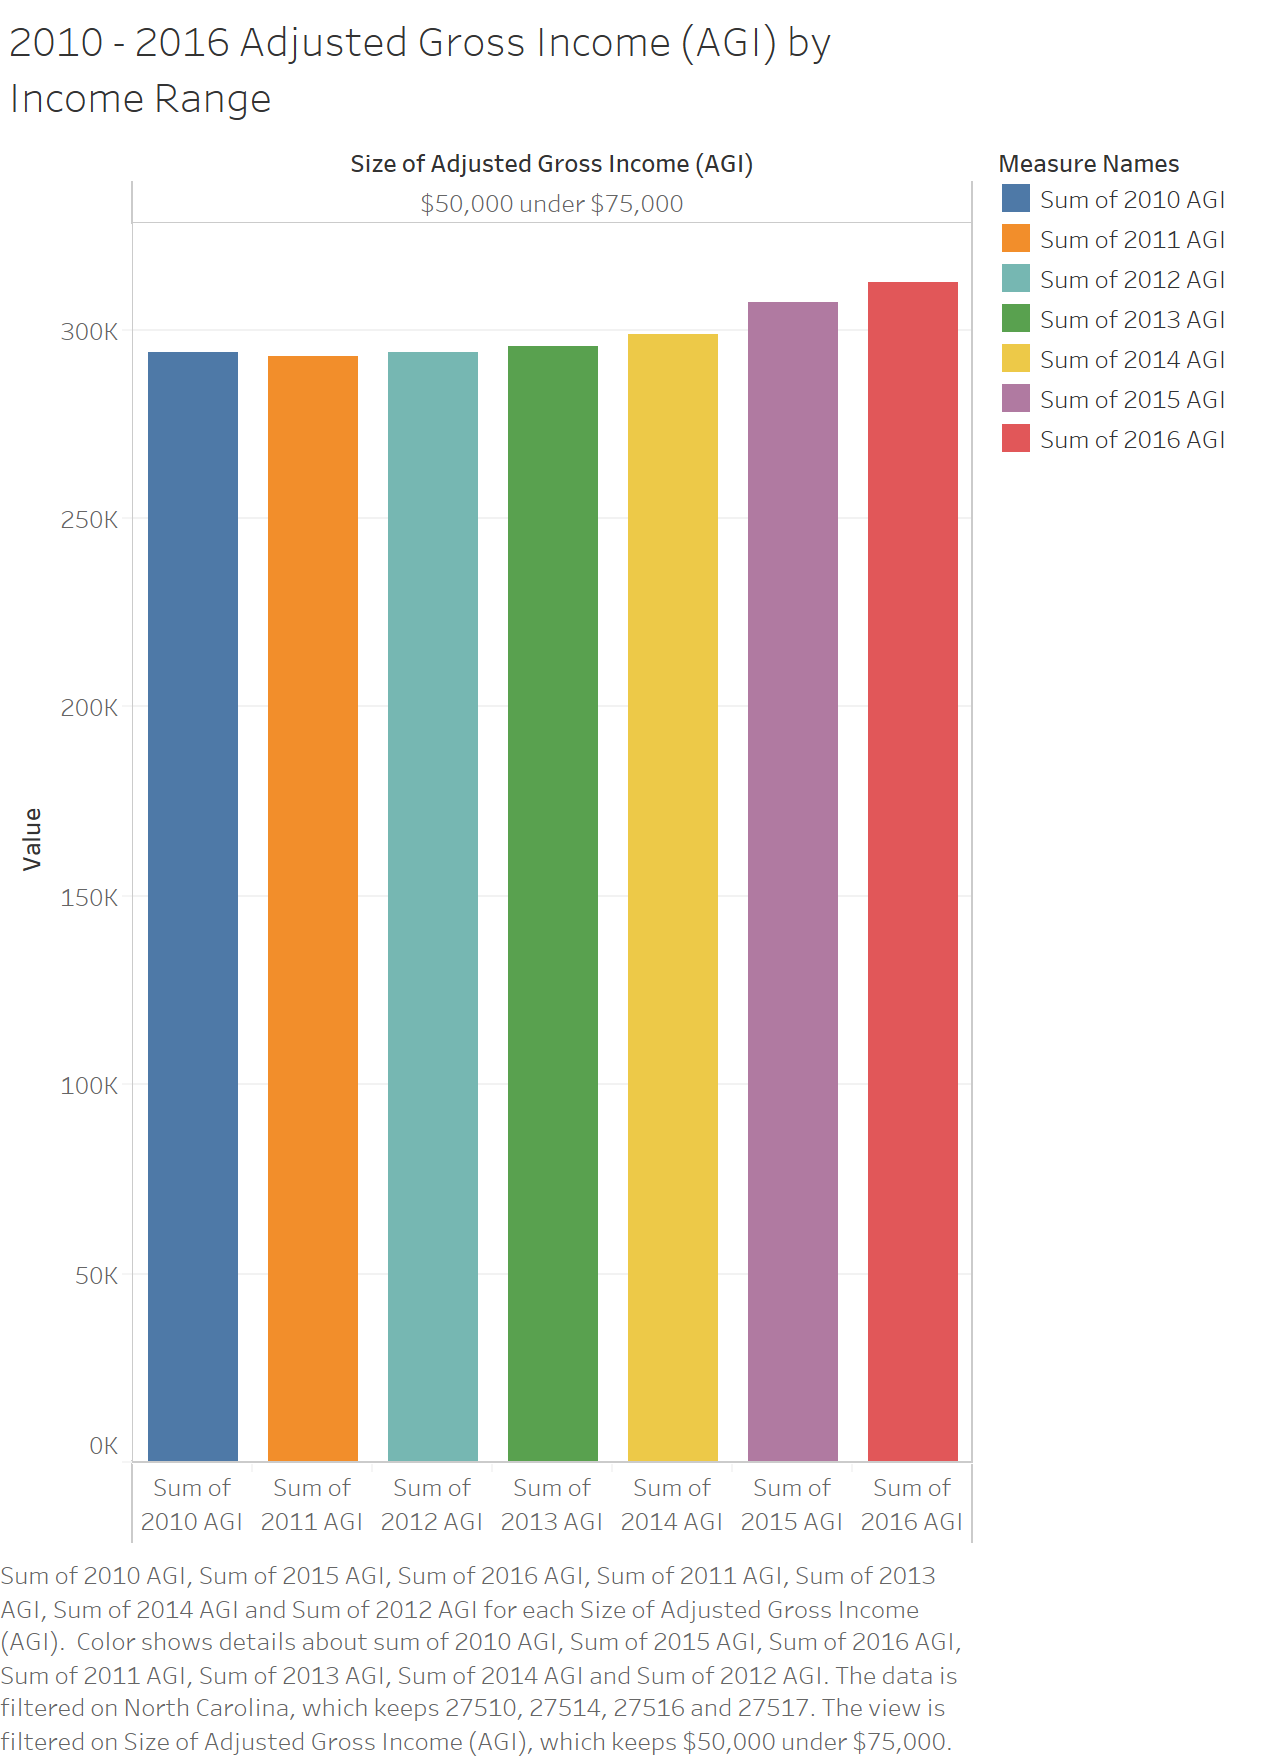 2010 - 2016 Adjusted Gross Income (AGI) by
Income Range
Size of Adjusted Gross Income (AGI)
$50,000 under $75,000
Measure Names
Sum of 2010 AGI
Sum of 2011 AGI
Sum of 2012 AGI
Sum of 2013 AGI
Sum of 2014 AGI
Sum of 2015 AGI
Sum of 2016 AGI
Value
300K
250K
200K
150K
100K
50K
0K
Sum of
2010 AGI
Sum of
2011 AGI
Sum of
2012 AGI
Sum of
2013 AGI
Sum of
2014 AGI
Sum of
2015 AGI
Sum of
2016 AGI
Sum of 2010 AGI, Sum of 2015 AGI, Sum of 2016 AGI, Sum of 2011 AGI, Sum of 2013
AGI, Sum of 2014 AGI and Sum of 2012 AGI for each Size of Adjusted Gross Income
(AGI).  Color shows details about sum of 2010 AGI, Sum of 2015 AGI, Sum of 2016 AGI,
Sum of 2011 AGI, Sum of 2013 AGI, Sum of 2014 AGI and Sum of 2012 AGI. The data is
filtered on North Carolina, which keeps 27510, 27514, 27516 and 27517. The view is
filtered on Size of Adjusted Gross Income (AGI), which keeps $50,000 under $75,000.